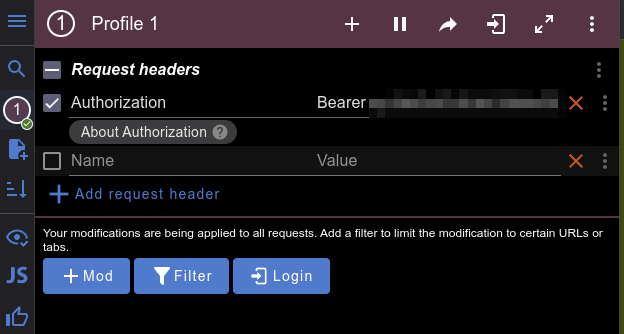 1 Profile 1
Request headers
1
Authorization Bearer
About Authorization ?
Name Value
Add request header
Your modifications are being applied to all requests. Add a filter to limit the modification to certain URLs or
tabs.
JS
Mod Filter Login